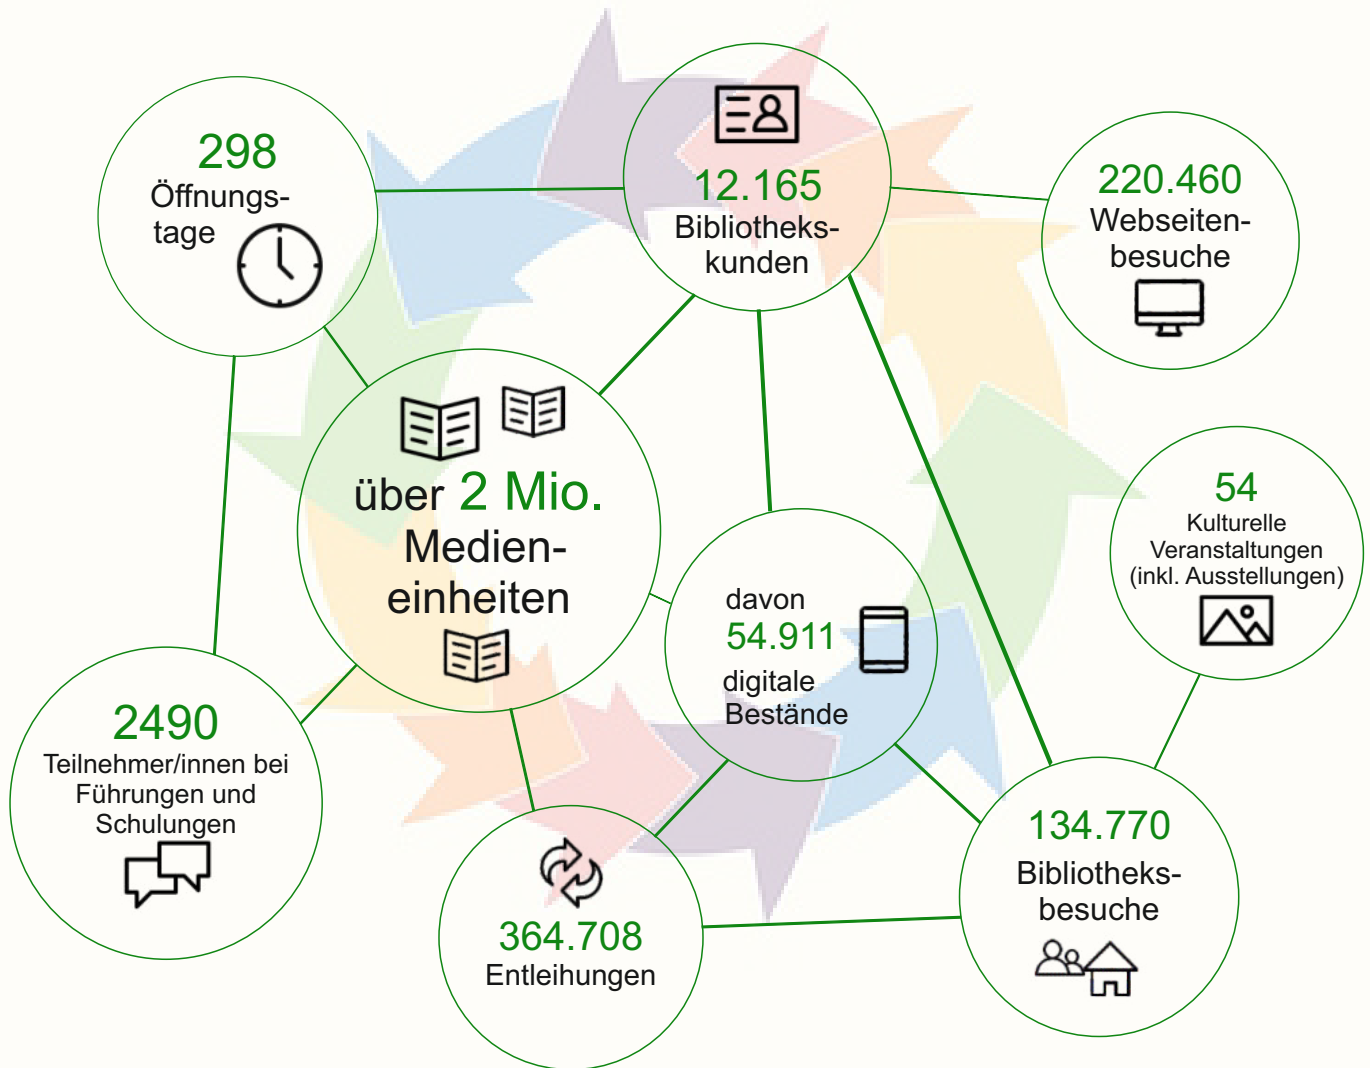 298
Öffnungs-
tage
12.165
Bibliotheks-
kunden
220.460
Webseiten-
besuche
über 2 Mio.
Medien-
einheiten
davon
54.911
digitale
Bestände
54
Kulturelle
Veranstaltungen
(inkl. Ausstellungen)
2490
Teilnehmer/innen bei
Führungen und
Schulungen
364.708
Entleihungen
134.770
Bibliotheks-
besuche